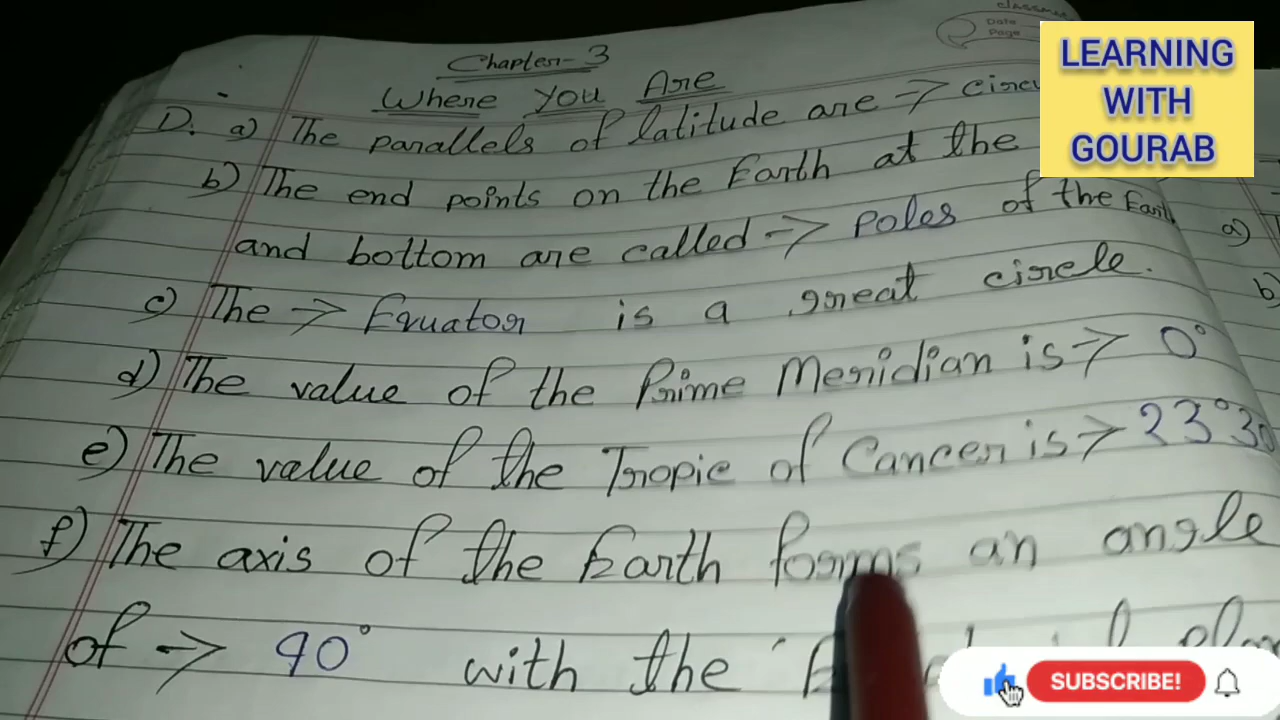 classmate
Date
Page
Chapter-3
Where You Are
D. a) The parallels of latitude are → 
b) The end points on the Earth at the
and bottom are called → poles of the Earth
c) The → Equator is a great circle.
d) The value of the Prime Meridian is → 0°
e) The value of the Tropic of Cancer is → 23°30
f) The axis of the Earth forms an angle
of → 90° with the
a)
b)
LEARNING
WITH
GOURAB
SUBSCRIBE!